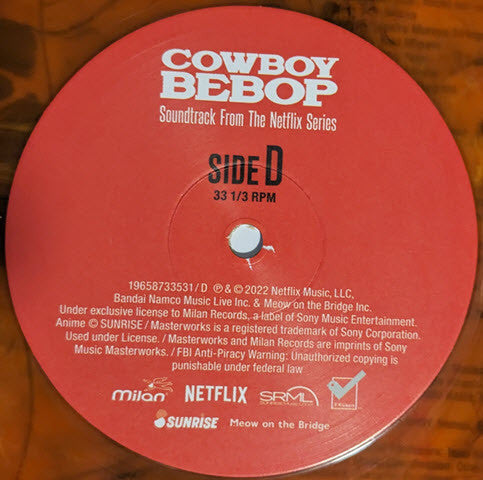 COWBOY
BEBOP
Soundtrack From The Netflix Series
SIDE D
33 1/3 RPM
19658733531/D ℗ & © 2022 Netflix Music, LLC,
Bandai Namco Music Live Inc. & Meow on the Bridge Inc.
Under exclusive license to Milan Records, a label of Sony Music Entertainment.
Anime © SUNRISE / Masterworks is a registered trademark of Sony Corporation.
Used under License. / Masterworks and Milan Records are imprints of Sony
Music Masterworks. / FBI Anti-Piracy Warning: Unauthorized copying is
punishable under federal law
milan NETFLIX SRML
SUNRISE Meow on the Bridge